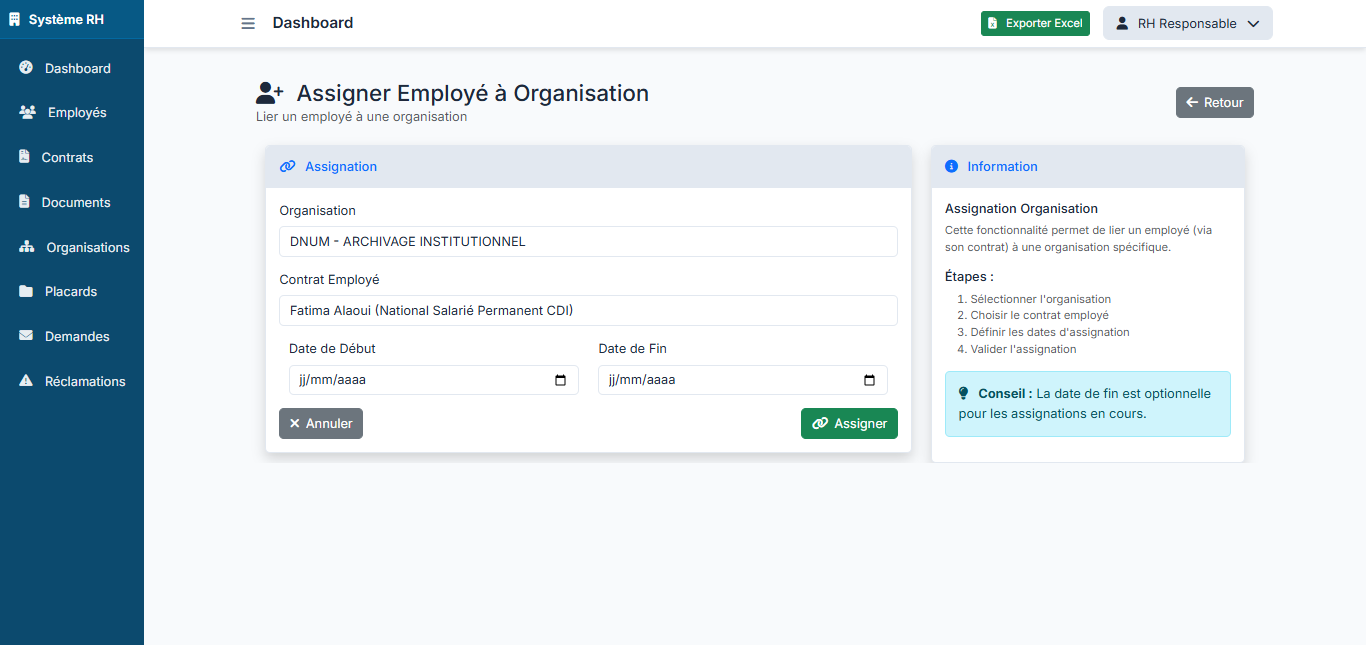 Système RH
Dashboard
Employés
Contrats
Documents
Organisations
Placards
Demandes
Réclamations
Dashboard
Exporter Excel
RH Responsable
Assigner Employé à Organisation
Lier un employé à une organisation
Retour
Assignation
Organisation
DNUM - ARCHIVAGE INSTITUTIONNEL
Contrat Employé
Fatima Alaoui (National Salarié Permanent CDI)
Date de Début
Date de Fin
jj/mm/aaaa
jj/mm/aaaa
Annuler
Assigner
Information
Assignation Organisation
Cette fonctionnalité permet de lier un employé (via
son contrat) à une organisation spécifique.
Étapes :
1. Sélectionner l'organisation
2. Choisir le contrat employé
3. Définir les dates d'assignation
4. Valider l'assignation
Conseil : La date de fin est optionnelle
pour les assignations en cours.